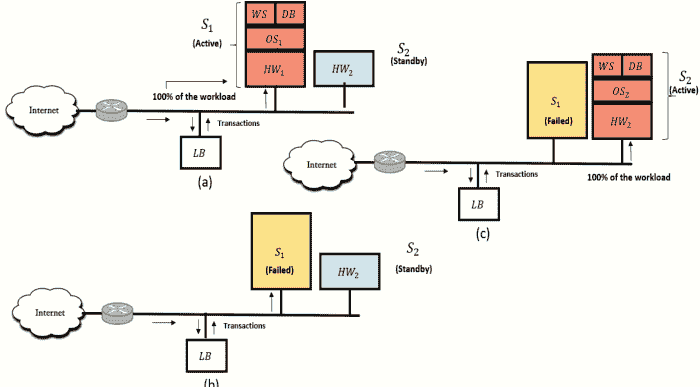 S1
(Active)
WS DB
OS1
HW1
S2
(Standby)
HW2
100% of the workload
Internet
Transactions
LB
(a)
S1
(Failed)
WS DB
OS2
HW2
S2
(Active)
Internet
Transactions
100% of the workload
LB
(c)
S1
(Failed)
HW2
S2
(Standby)
Internet
Transactions
LB
(b)